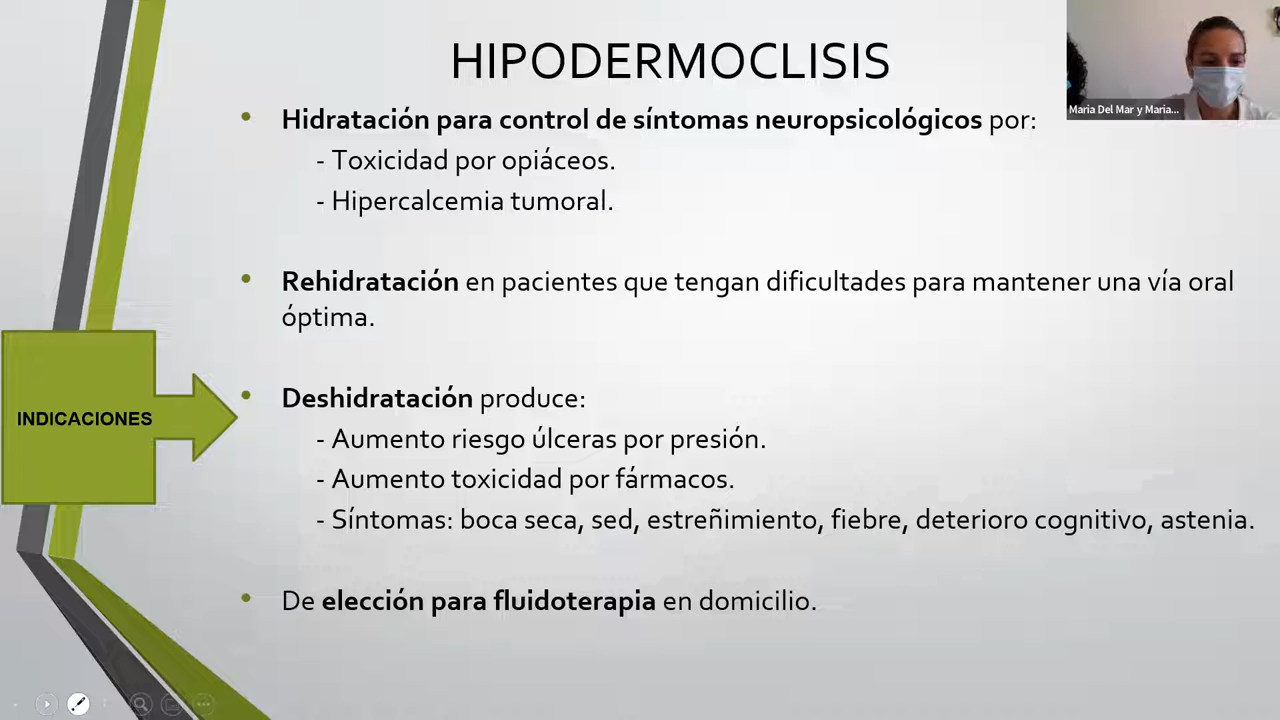 HIPODERMOCLISIS
Maria Del Mar y Maria...
• Hidratación para control de síntomas neuropsicológicos por:
- Toxicidad por opiáceos.
- Hipercalcemia tumoral.
• Rehidratación en pacientes que tengan dificultades para mantener una vía oral
óptima.
INDICACIONES
• Deshidratación produce:
- Aumento riesgo úlceras por presión.
- Aumento toxicidad por fármacos.
- Síntomas: boca seca, sed, estreñimiento, fiebre, deterioro cognitivo, astenia.
• De elección para fluidoterapia en domicilio.